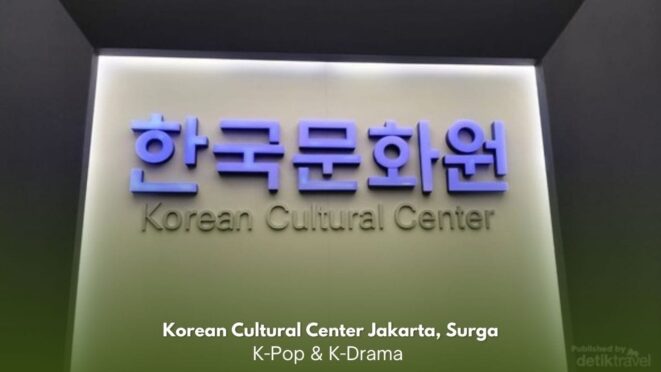 한국문화원
Korean Cultural Center
Korean Cultural Center Jakarta, Surga
K-Pop & K-Drama
Published by
detiktravel